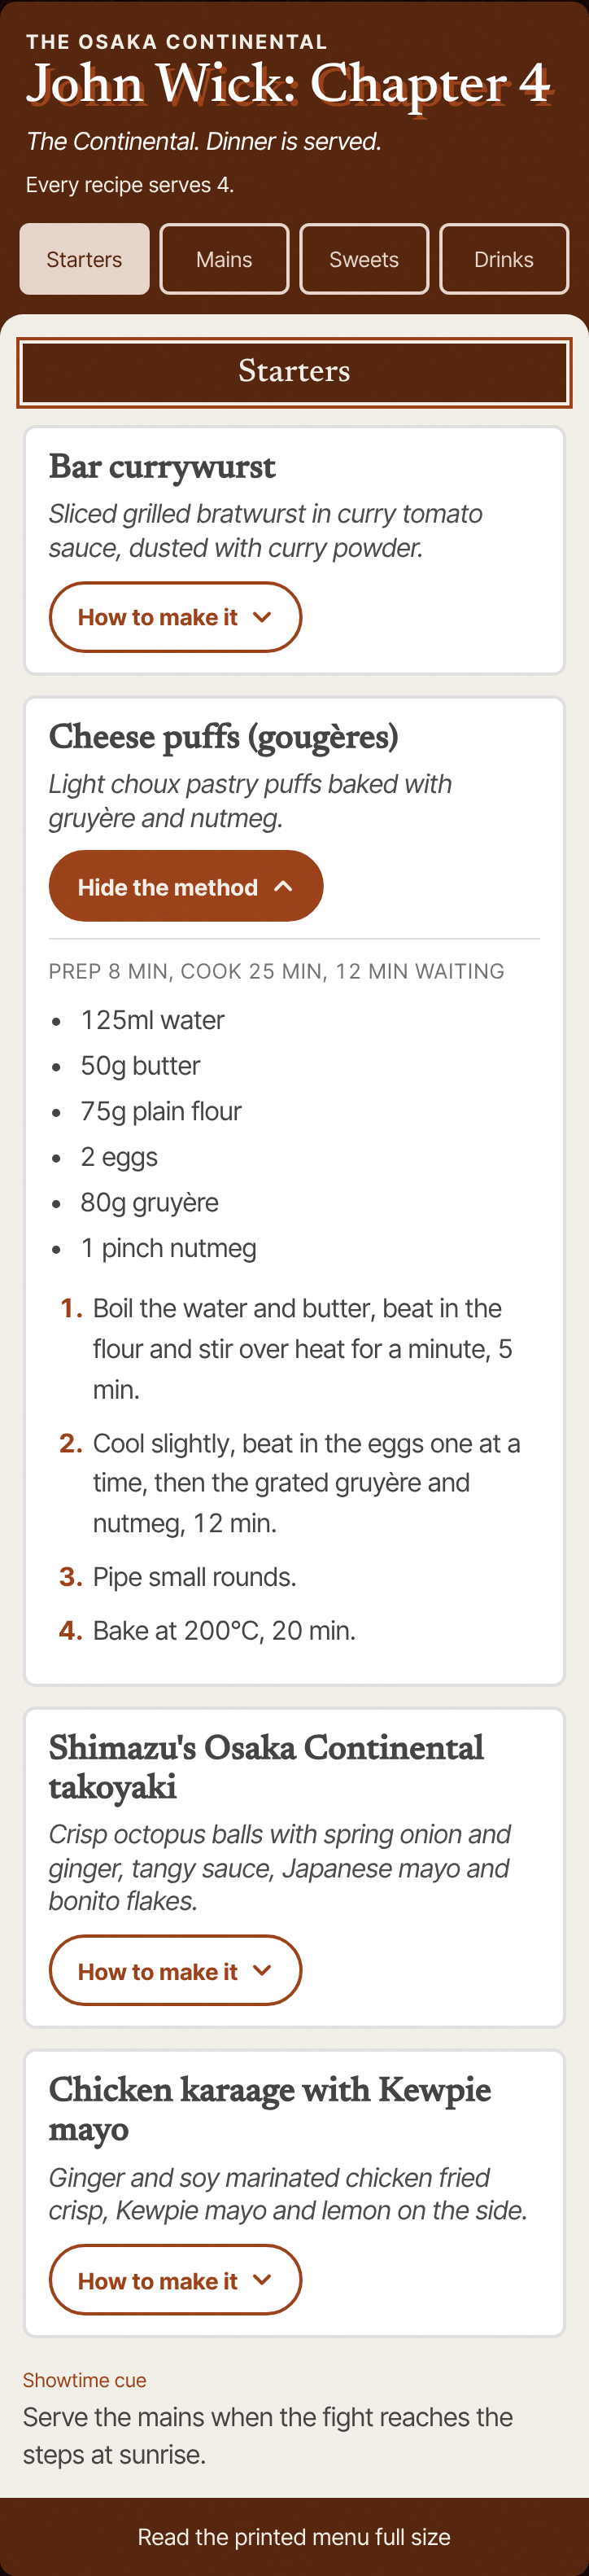 THE OSAKA CONTINENTAL
John Wick: Chapter 4
The Continental. Dinner is served.
Every recipe serves 4.
Starters
Mains
Sweets
Drinks
Starters
Bar currywurst
Sliced grilled bratwurst in curry tomato
sauce, dusted with curry powder.
How to make it
Cheese puffs (gougères)
Light choux pastry puffs baked with
gruyère and nutmeg.
Hide the method
PREP 8 MIN, COOK 25 MIN, 12 MIN WAITING
• 125ml water
• 50g butter
• 75g plain flour
• 2 eggs
• 80g gruyère
• 1 pinch nutmeg
1. Boil the water and butter, beat in the
flour and stir over heat for a minute, 5
min.
2. Cool slightly, beat in the eggs one at a
time, then the grated gruyère and
nutmeg, 12 min.
3. Pipe small rounds.
4. Bake at 200°C, 20 min.
Shimazu's Osaka Continental
takoyaki
Crisp octopus balls with spring onion and
ginger, tangy sauce, Japanese mayo and
bonito flakes.
How to make it
Chicken karaage with Kewpie
mayo
Ginger and soy marinated chicken fried
crisp, Kewpie mayo and lemon on the side.
How to make it
Showtime cue
Serve the mains when the fight reaches the
steps at sunrise.
Read the printed menu full size